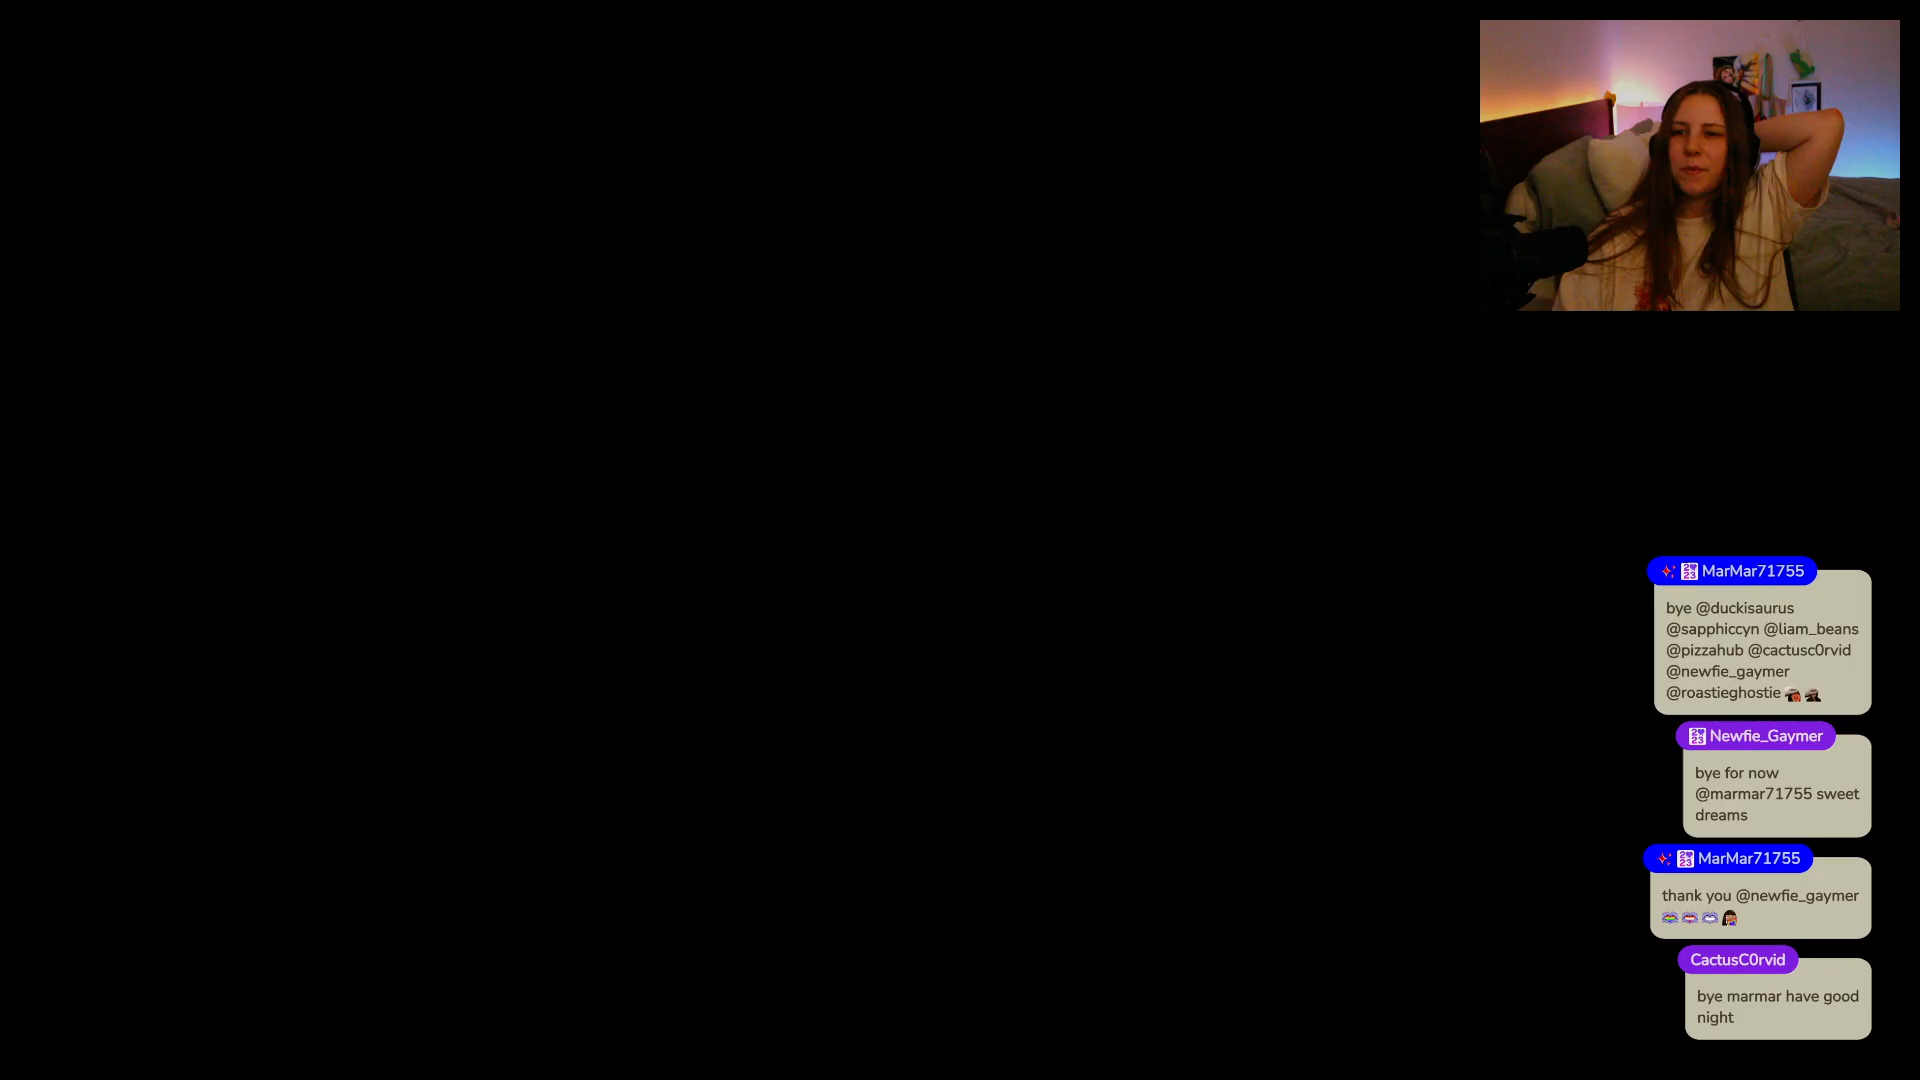 MarMar71755
bye @duckisaurus
@sapphiccyn @liam_beans
@pizzahub @cactusc0rvid
@newfie_gaymer
@roastieghostie
Newfie_Gaymer
bye for now
@marmar71755 sweet
dreams
MarMar71755
thank you @newfie_gaymer
CactusC0rvid
bye marmar have good
night